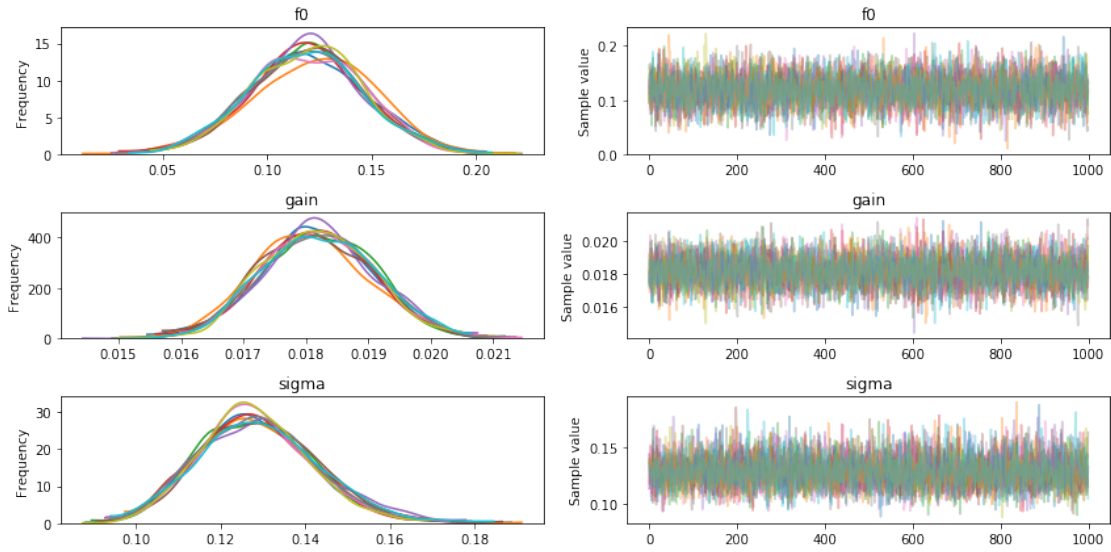 f0
Frequency
15
10
5
0
0.05 0.10 0.15 0.20
f0
Sample value
0.2
0.1
0.0
0 200 400 600 800 1000
gain
Frequency
400
200
0
0.015 0.016 0.017 0.018 0.019 0.020 0.021
gain
Sample value
0.020
0.018
0.016
0 200 400 600 800 1000
sigma
Frequency
30
20
10
0
0.10 0.12 0.14 0.16 0.18
sigma
Sample value
0.15
0.10
0 200 400 600 800 1000